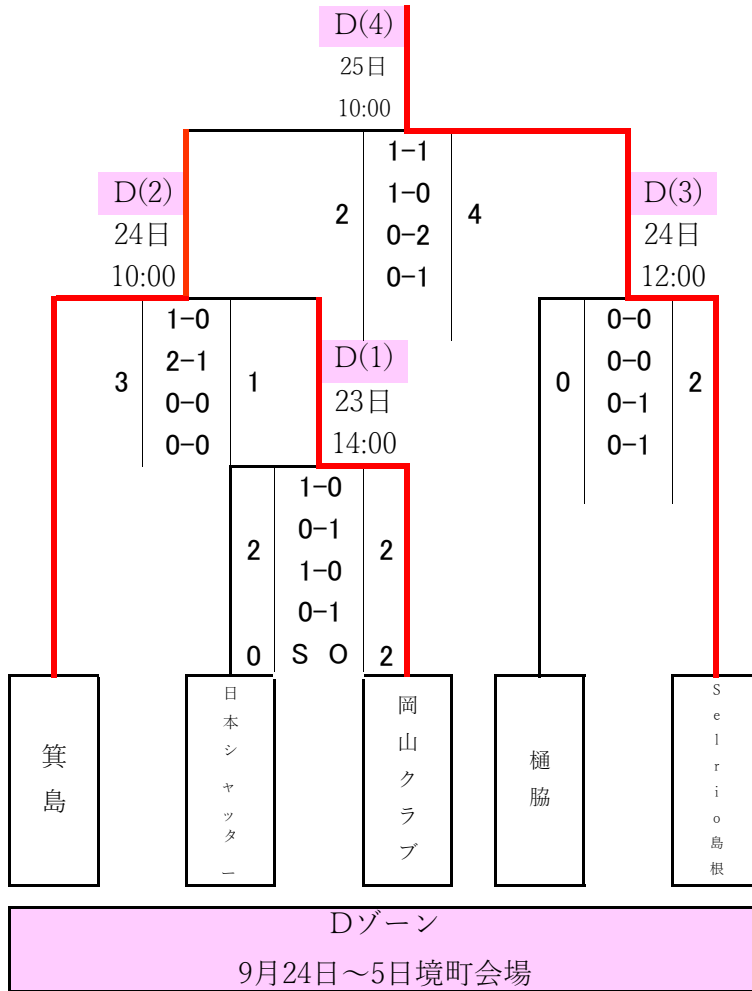 D(4)
25日
10:00
2
1-1
1-0
0-2
0-1
4
D(2)
24日
10:00
D(3)
24日
12:00
3
1-0
2-1
0-0
0-0
1
D(1)
23日
14:00
0
0-0
0-0
0-1
0-1
2
2
1-0
0-1
1-0
0-1
2
0 S O 2
箕島
日本シャッター
岡山クラブ
樋脇
Selrio島根
Dゾーン
9月24日~5日境町会場